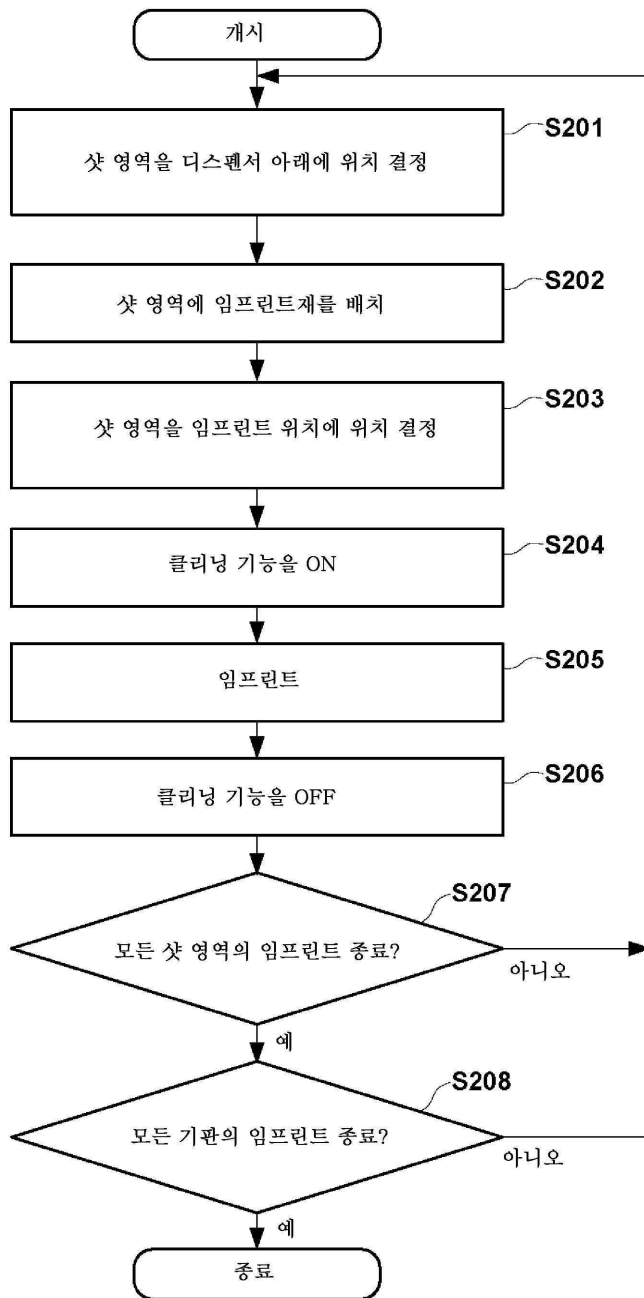 개시
S201
샷 영역을 디스펜서 아래에 위치 결정
S202
샷 영역에 임프린트재를 배치
S203
샷 영역을 임프린트 위치에 위치 결정
S204
클리닝 기능을 ON
S205
임프린트
S206
클리닝 기능을 OFF
S207
모든 샷 영역의 임프린트 종료?
아니오
예
S208
모든 기판의 임프린트 종료?
아니오
예
종료